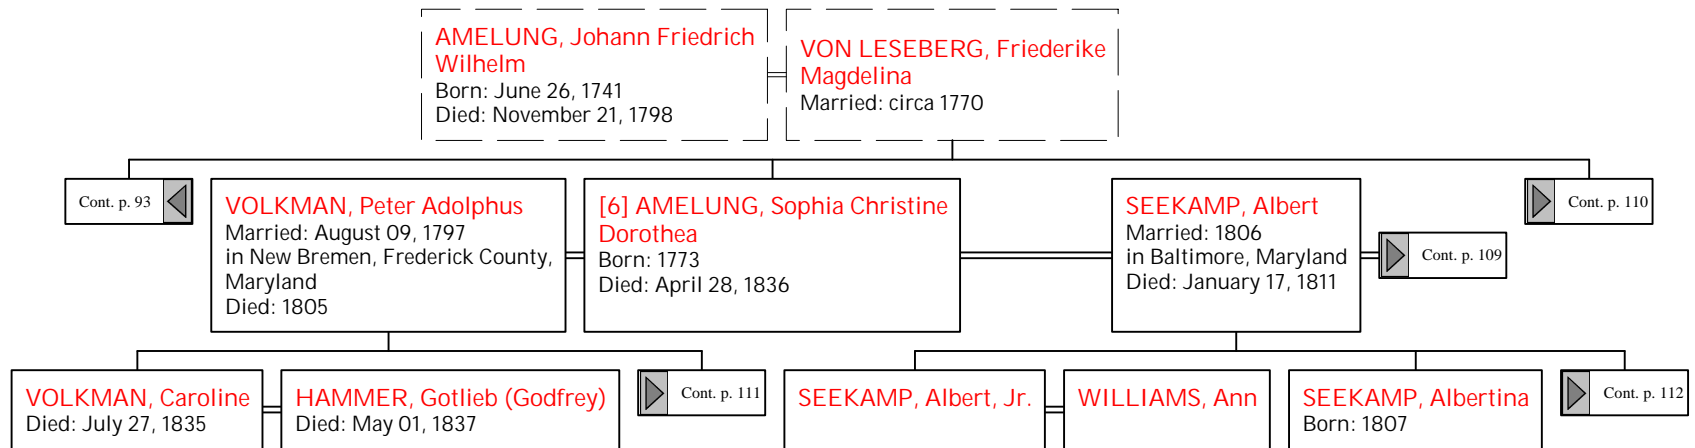 AMELUNG, Johann Friedrich
Wilhelm
Born: June 26, 1741
Died: November 21, 1798
VON LESEBERG, Friederike
Magdelina
Married: circa 1770
Cont. p. 93
VOLKMAN, Peter Adolphus
Married: August 09, 1797
in New Bremen, Frederick County,
Maryland
Died: 1805
[6] AMELUNG, Sophia Christine
Dorothea
Born: 1773
Died: April 28, 1836
SEEKAMP, Albert
Married: 1806
in Baltimore, Maryland
Died: January 17, 1811
Cont. p. 109
Cont. p. 110
VOLKMAN, Caroline
Died: July 27, 1835
HAMMER, Gotlieb (Godfrey)
Died: May 01, 1837
Cont. p. 111
SEEKAMP, Albert, Jr.
WILLIAMS, Ann
SEEKAMP, Albertina
Born: 1807
Cont. p. 112